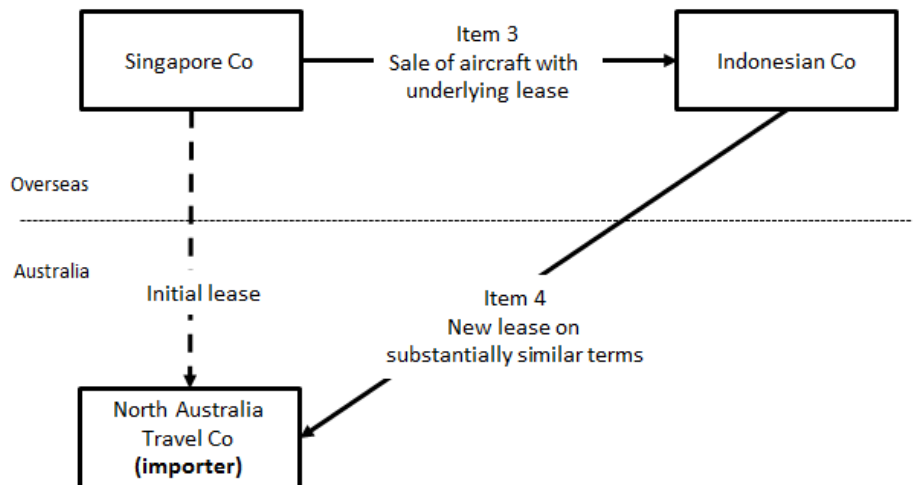 Singapore Co
Item 3
Sale of aircraft with
underlying lease
Indonesian Co
Overseas
Australia
Initial lease
Item 4
New lease on
substantially similar terms
North Australia
Travel Co
(importer)